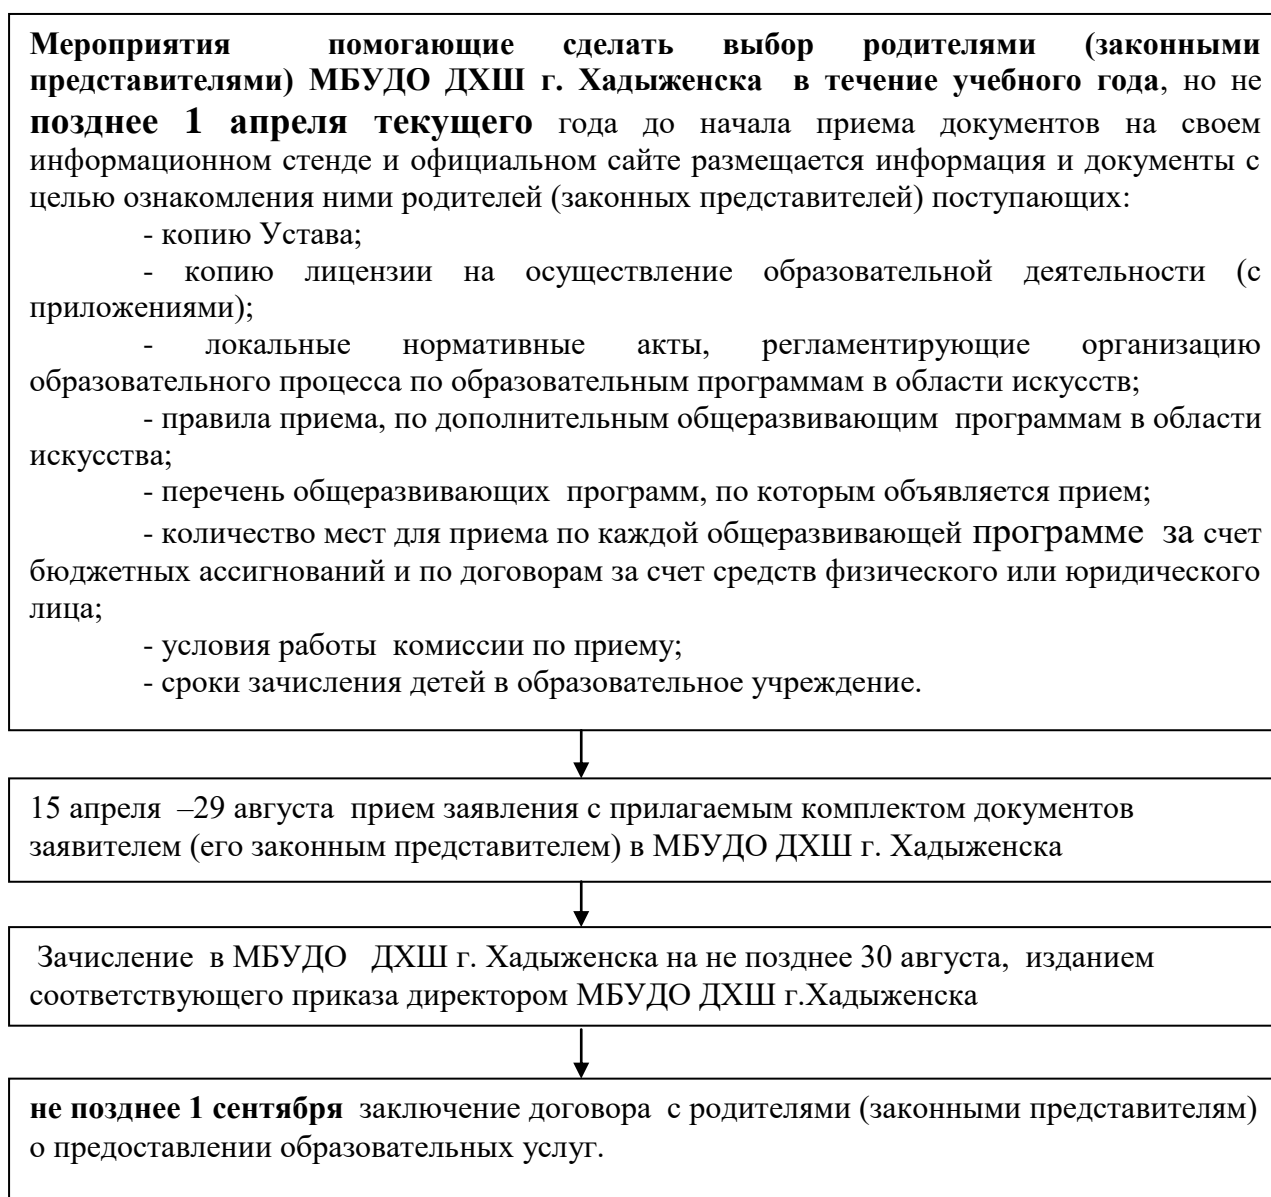 Мероприятия помогающие сделать выбор родителями (законными
представителями) МБУДО ДХШ г. Хадыженска в течение учебного года, но не
позднее 1 апреля текущего года до начала приема документов на своем
информационном стенде и официальном сайте размещается информация и документы с
целью ознакомления ними родителей (законных представителей) поступающих:
- копию Устава;
- копию лицензии на осуществление образовательной деятельности (с
приложениями);
- локальные нормативные акты, регламентирующие организацию
образовательного процесса по образовательным программам в области искусств;
- правила приема, по дополнительным общеразвивающим программам в области
искусства;
- перечень общеразвивающих программ, по которым объявляется прием;
- количество мест для приема по каждой общеразвивающей программе за счет
бюджетных ассигнований и по договорам за счет средств физического или юридического
лица;
- условия работы комиссии по приему;
- сроки зачисления детей в образовательное учреждение.
15 апреля –29 августа прием заявления с прилагаемым комплектом документов
заявителем (его законным представителем) в МБУДО ДХШ г. Хадыженска
Зачисление в МБУДО ДХШ г. Хадыженска на не позднее 30 августа, изданием
соответствующего приказа директором МБУДО ДХШ г.Хадыженска
не позднее 1 сентября заключение договора с родителями (законными представителям)
о предоставлении образовательных услуг.